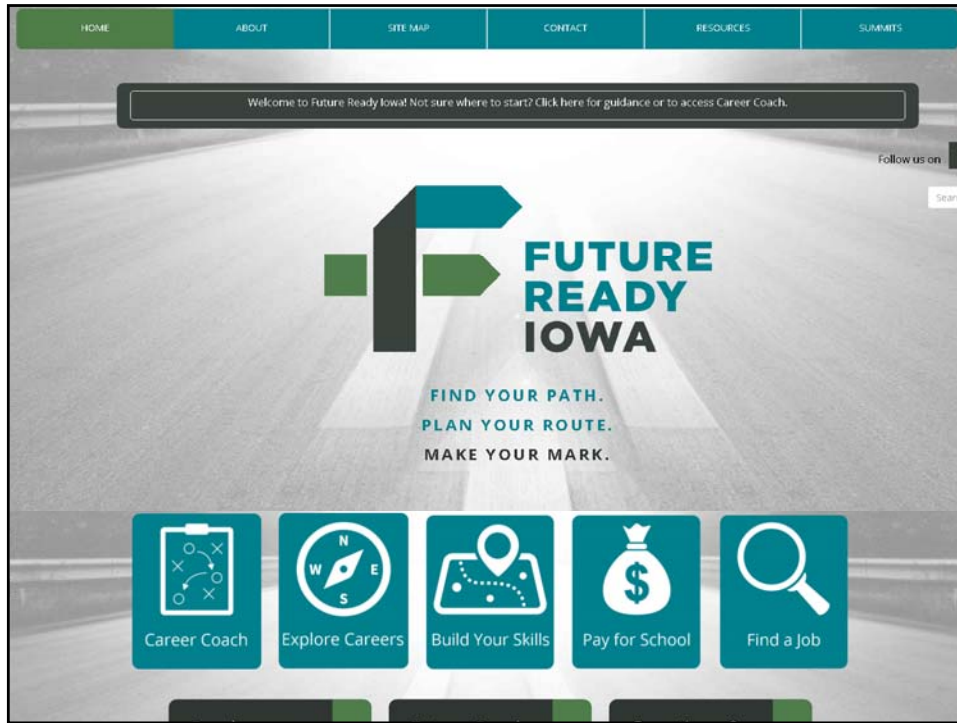 HOME ABOUT SITE MAP CONTACT RESOURCES SUMMITS
Welcome to Future Ready Iowa! Not sure where to start? Click here for guidance or to access Career Coach.
Follow us on
Sear
FUTURE
READY
IOWA
FIND YOUR PATH.
PLAN YOUR ROUTE.
MAKE YOUR MARK.
N
W E
S
$
Career Coach Explore Careers Build Your Skills Pay for School Find a Job